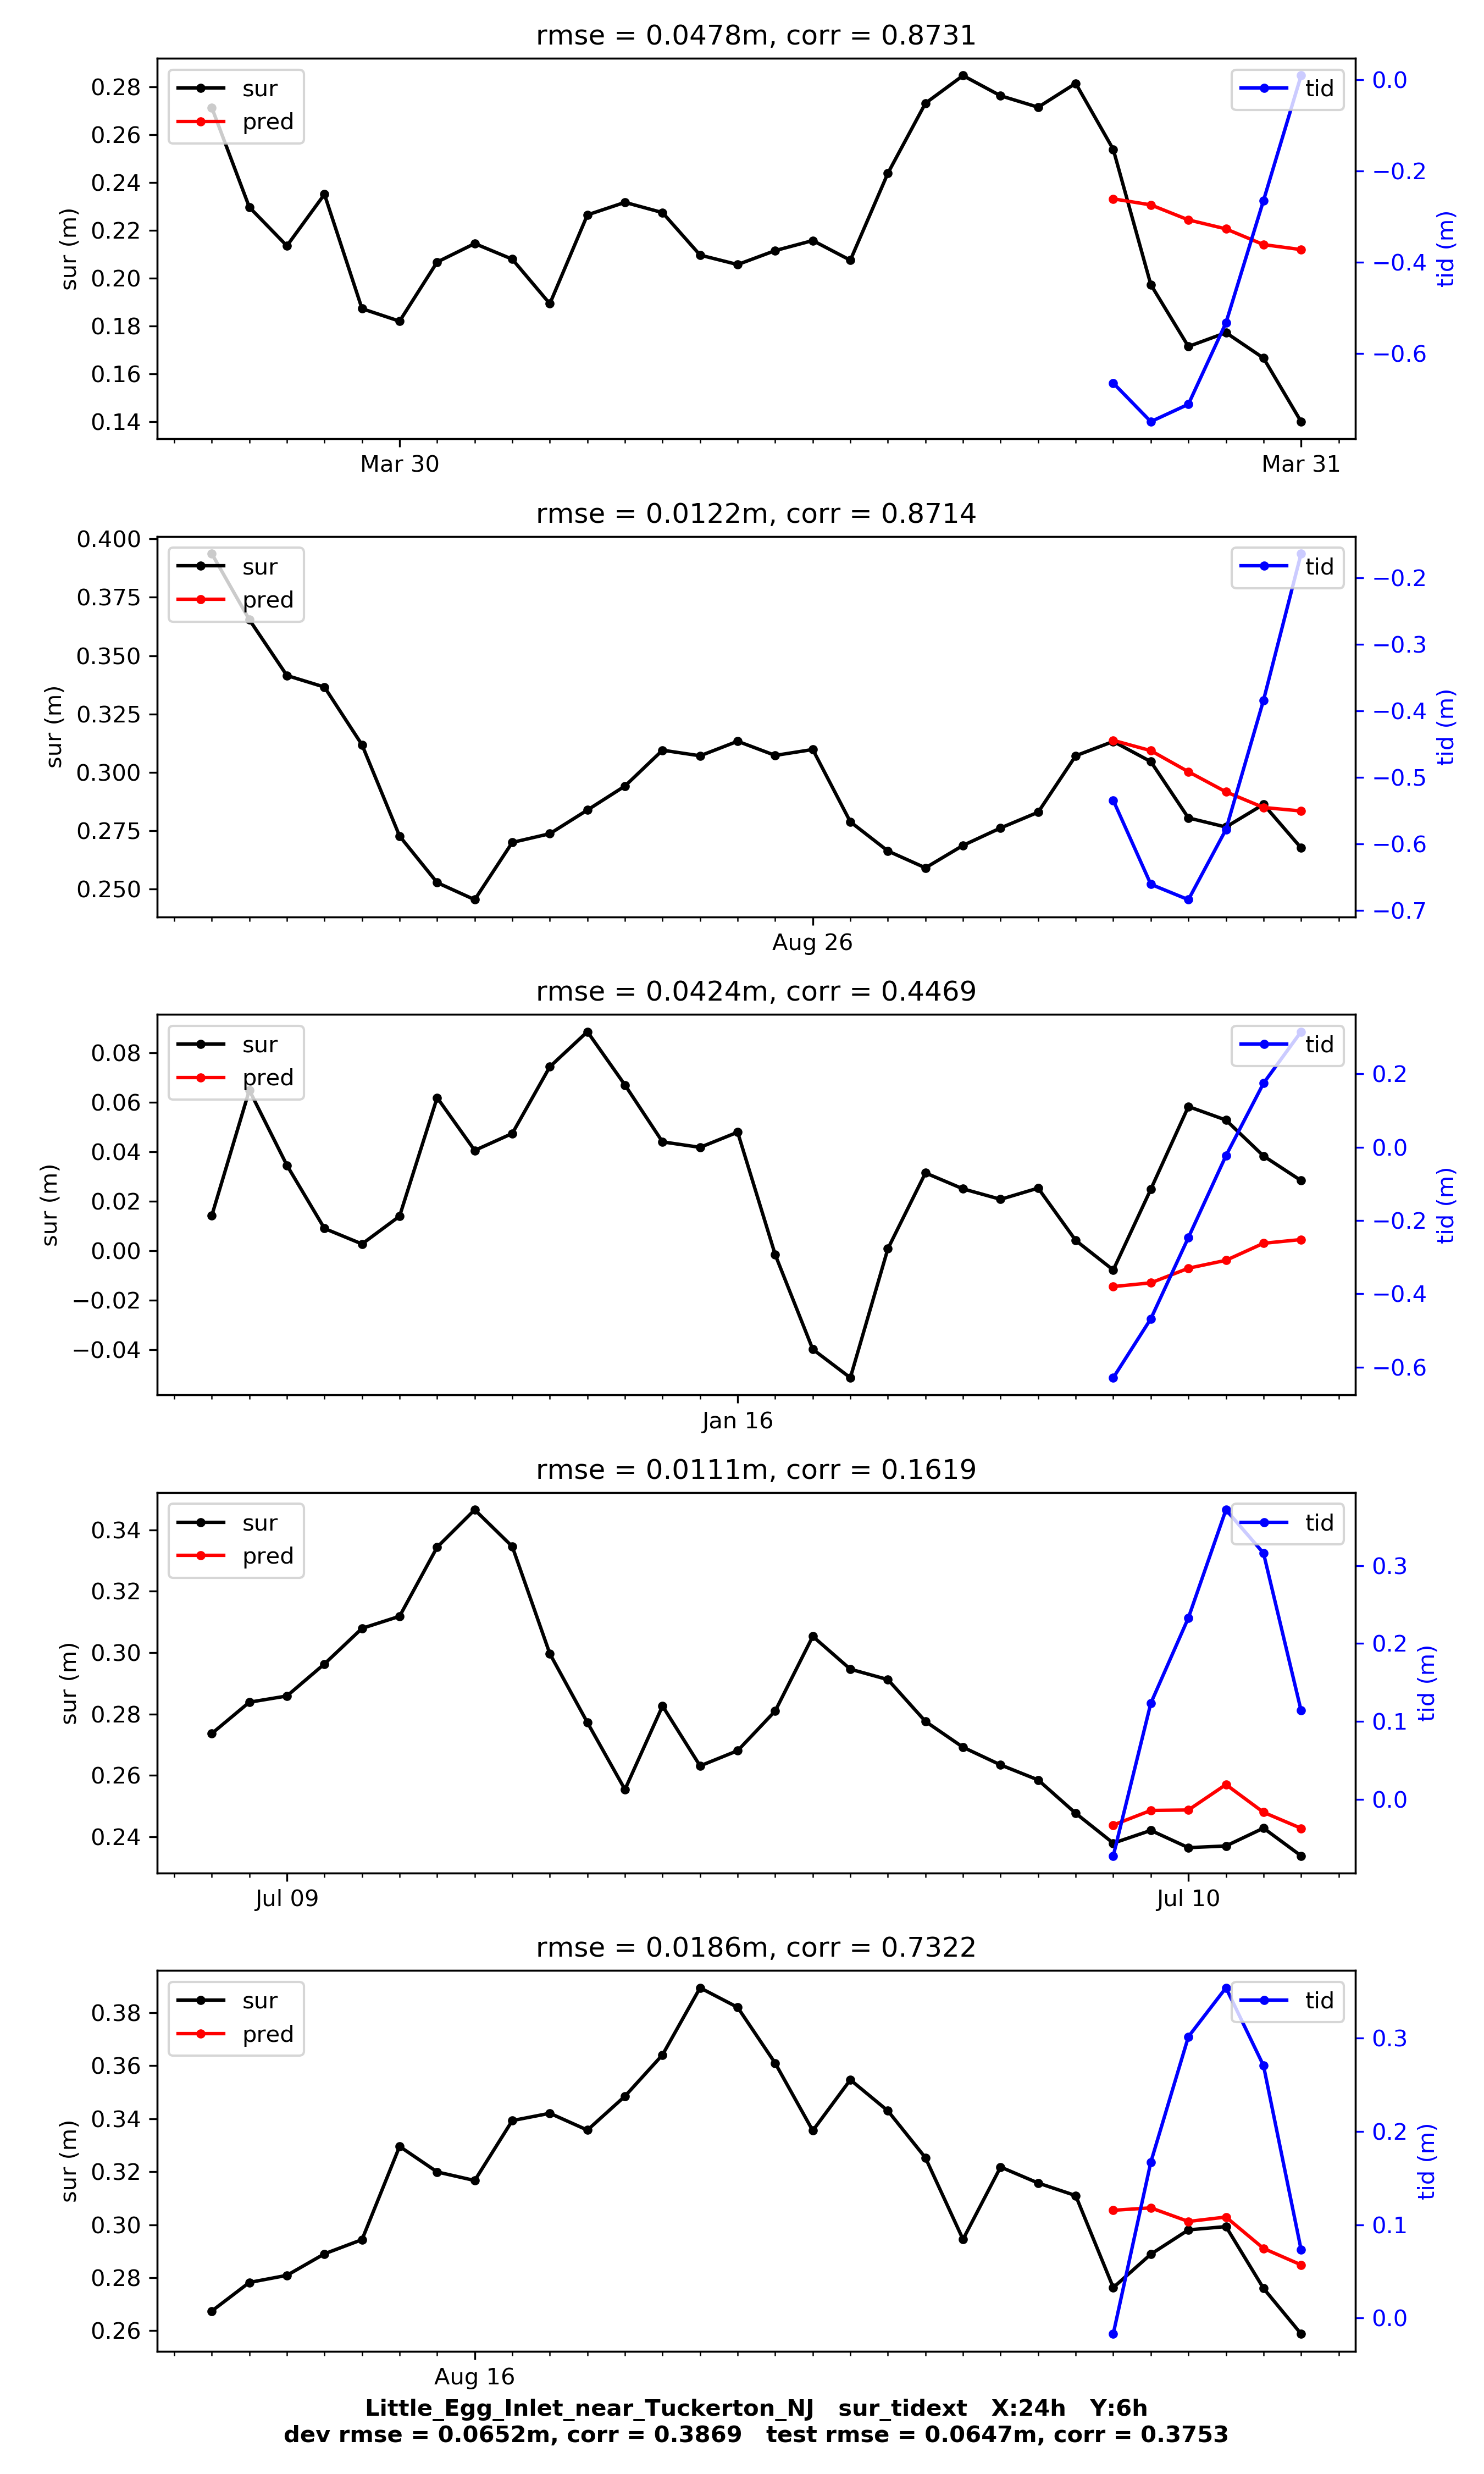 rmse = 0.0478m, corr = 0.8731
sur
pred
tid
0.28
0.26
0.24
0.22
0.20
0.18
0.16
0.14
sur (m)
0.0
−0.2
−0.4
−0.6
tid (m)
Mar 30
Mar 31
rmse = 0.0122m, corr = 0.8714
sur
pred
tid
0.400
0.375
0.350
0.325
0.300
0.275
0.250
sur (m)
−0.2
−0.3
−0.4
−0.5
−0.6
−0.7
tid (m)
Aug 26
rmse = 0.0424m, corr = 0.4469
sur
pred
tid
0.08
0.06
0.04
0.02
0.00
−0.02
−0.04
sur (m)
0.2
0.0
−0.2
−0.4
−0.6
tid (m)
Jan 16
rmse = 0.0111m, corr = 0.1619
sur
pred
tid
0.34
0.32
0.30
0.28
0.26
0.24
sur (m)
0.3
0.2
0.1
0.0
tid (m)
Jul 09
Jul 10
rmse = 0.0186m, corr = 0.7322
sur
pred
tid
0.38
0.36
0.34
0.32
0.30
0.28
0.26
sur (m)
0.3
0.2
0.1
0.0
tid (m)
Aug 16
Little_Egg_Inlet_near_Tuckerton_NJ sur_tidext X:24h Y:6h
dev rmse = 0.0652m, corr = 0.3869 test rmse = 0.0647m, corr = 0.3753